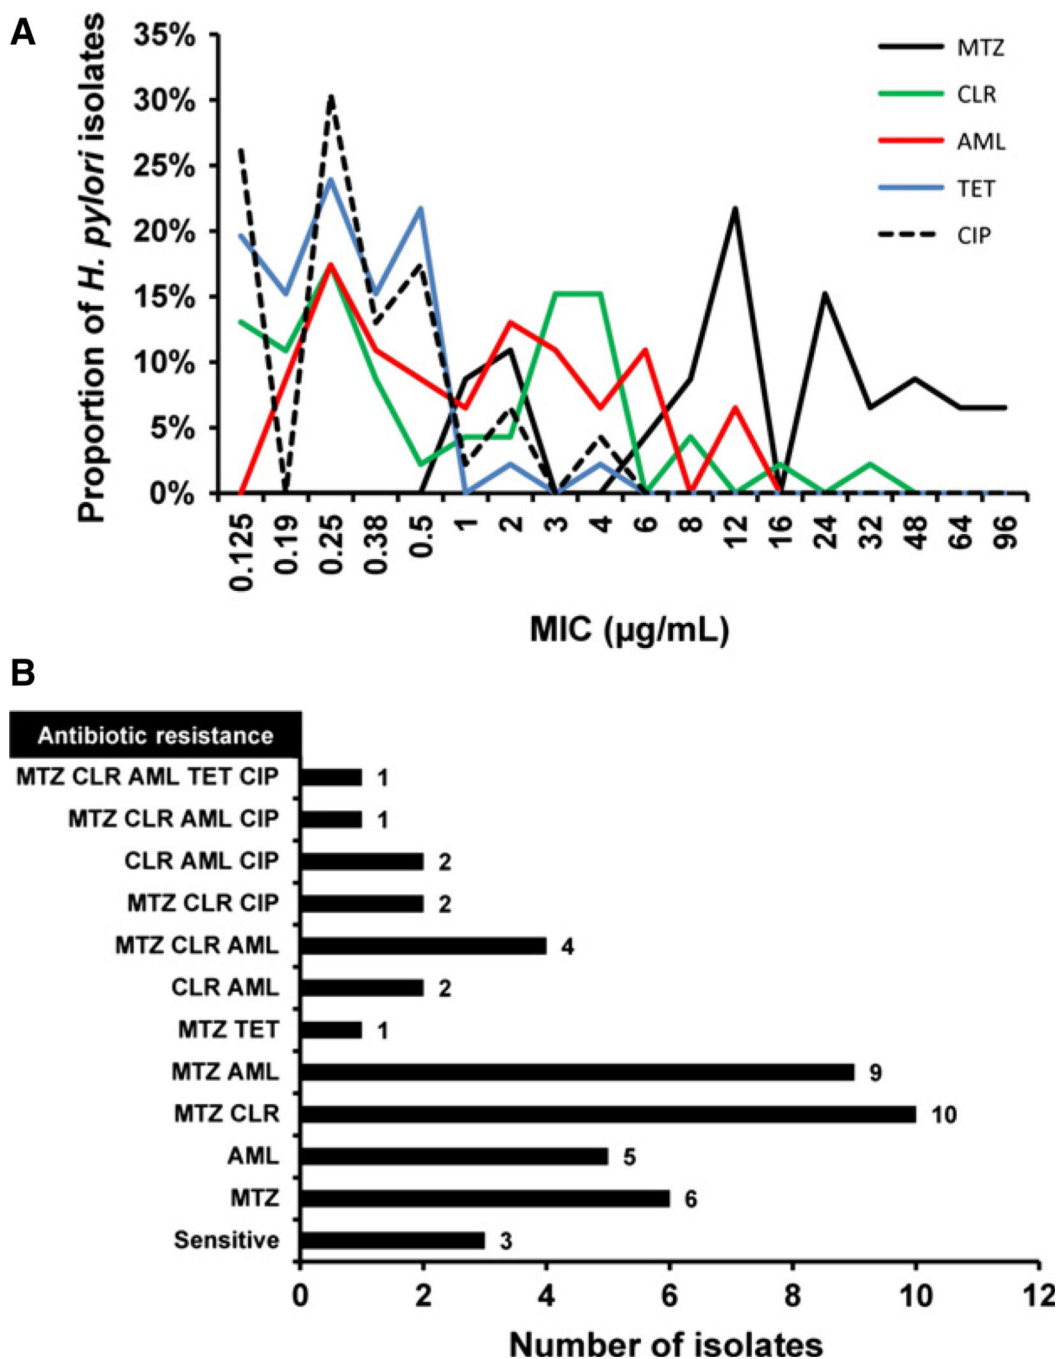 A
Proportion of H. pylori isolates
35%
30%
25%
20%
15%
10%
5%
0%
MTZ
CLR
AML
TET
CIP
0.125
0.19
0.25
0.38
0.5
1
2
3
4
6
8
12
16
24
32
48
64
96
MIC (µg/mL)
B
Antibiotic resistance
MTZ CLR AML TET CIP 1
MTZ CLR AML CIP 1
CLR AML CIP 2
MTZ CLR CIP 2
MTZ CLR AML 4
CLR AML 2
MTZ TET 1
MTZ AML 9
MTZ CLR 10
AML 5
MTZ 6
Sensitive 3
0 2 4 6 8 10 12
Number of isolates